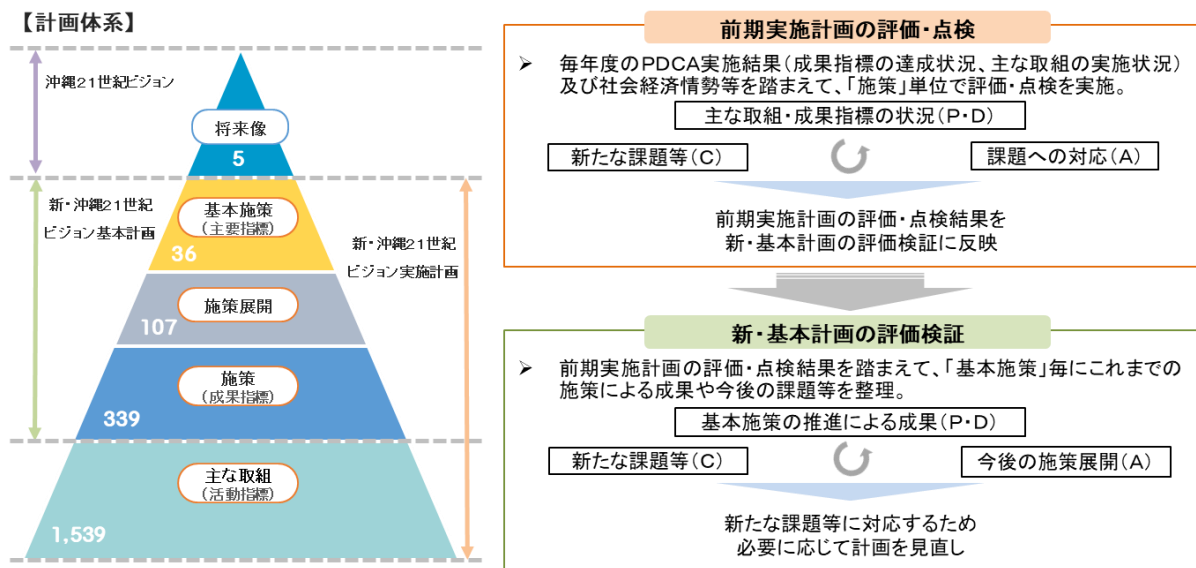 【計画体系】
沖縄21世紀ビジョン
将来像
5
新・沖縄21世紀
ビジョン基本計画
基本施策
(主要指標)
36
新・沖縄21世紀
ビジョン実施計画
施策展開
107
施策
(成果指標)
339
主な取組
(活動指標)
1,539
前期実施計画の評価・点検
➢ 毎年度のPDCA実施結果(成果指標の達成状況、主な取組の実施状況)
及び社会経済情勢等を踏まえて、「施策」単位で評価・点検を実施。
主な取組・成果指標の状況(P・D)
新たな課題等(C)
課題への対応(A)
前期実施計画の評価・点検結果を
新・基本計画の評価検証に反映
新・基本計画の評価検証
➢ 前期実施計画の評価・点検結果を踏まえて、「基本施策」毎にこれまでの
施策による成果や今後の課題等を整理。
基本施策の推進による成果(P・D)
新たな課題等(C)
今後の施策展開(A)
新たな課題等に対応するため
必要に応じて計画を見直し